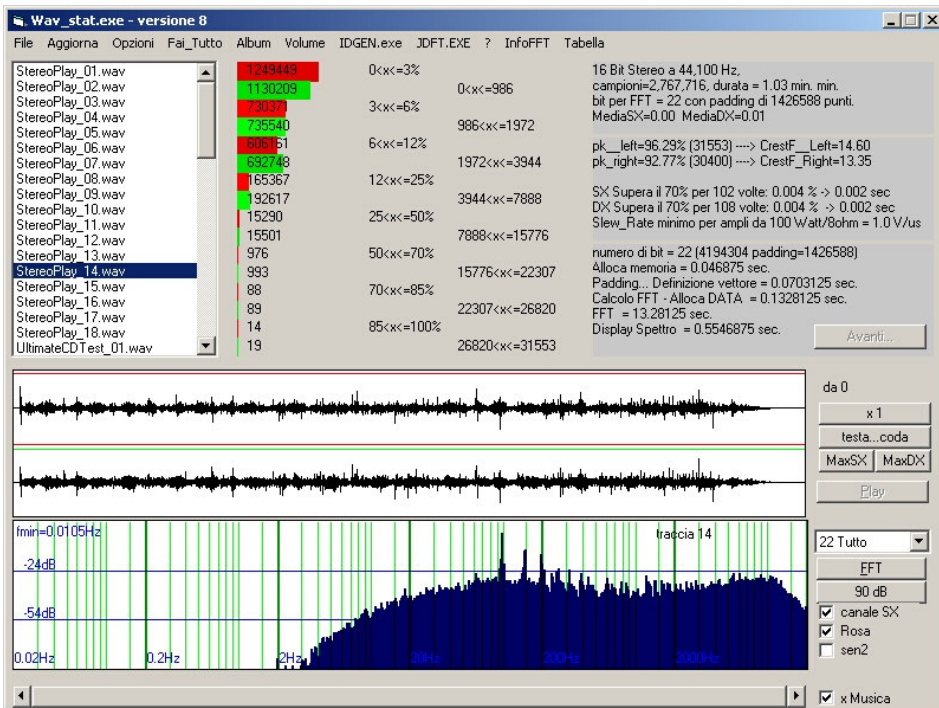 Wav_stat.exe - versione 8
File Aggiorna Opzioni Fai_Tutto Album Volume IDGEN.exe JDFT.EXE ? InfoFFT Tabella
StereoPlay_01.wav
StereoPlay_02.wav
StereoPlay_03.wav
StereoPlay_04.wav
StereoPlay_05.wav
StereoPlay_06.wav
StereoPlay_07.wav
StereoPlay_08.wav
StereoPlay_09.wav
StereoPlay_10.wav
StereoPlay_11.wav
StereoPlay_12.wav
StereoPlay_13.wav
StereoPlay_14.wav
StereoPlay_15.wav
StereoPlay_16.wav
StereoPlay_17.wav
StereoPlay_18.wav
UltimateCDTest_01.wav
1249449 0<x<=3%
1130209 0<x<=986
730371 3<x<=6%
735540 986<x<=1972
606161 6<x<=12%
692748 1972<x<=3944
165367 12<x<=25%
192617 3944<x<=7888
15290 25<x<=50%
15501 7888<x<=15776
976 50<x<=70%
993 15776<x<=22307
88 70<x<=85%
89 22307<x<=26820
14 85<x<=100%
19 26820<x<=31553
16 Bit Stereo a 44,100 Hz,
campioni=2,767,716, durata = 1.03 min. min.
bit per FFT = 22 con padding di 1426588 punti.
MediaSX=0.00 MediaDX=0.01
pk__left=96.29% (31553) ----> CrestF__Left=14.60
pk_right=92.77% (30400) ----> CrestF_Right=13.35
SX Supera il 70% per 102 volte: 0.004 % -> 0.002 sec
DX Supera il 70% per 108 volte: 0.004 % -> 0.002 sec
Slew_Rate minimo per ampli da 100 Watt/8ohm = 1.0 V/us
numero di bit = 22 (4194304 padding=1426588)
Alloca memoria = 0.046875 sec.
Padding... Definizione vettore = 0.0703125 sec.
Calcolo FFT - Alloca DATA = 0.1328125 sec.
FFT = 13.28125 sec.
Display Spettro = 0.5546875 sec.
Avanti...
da 0
x 1
testa...coda
MaxSX MaxDX
Play
fmin=0.0105Hz
traccia 14
-24dB
-54dB
0.02Hz 0.2Hz 2Hz 20Hz 200Hz 2000Hz
22 Tutto
FFT
90 dB
canale SX
Rosa
sen2
x Musica